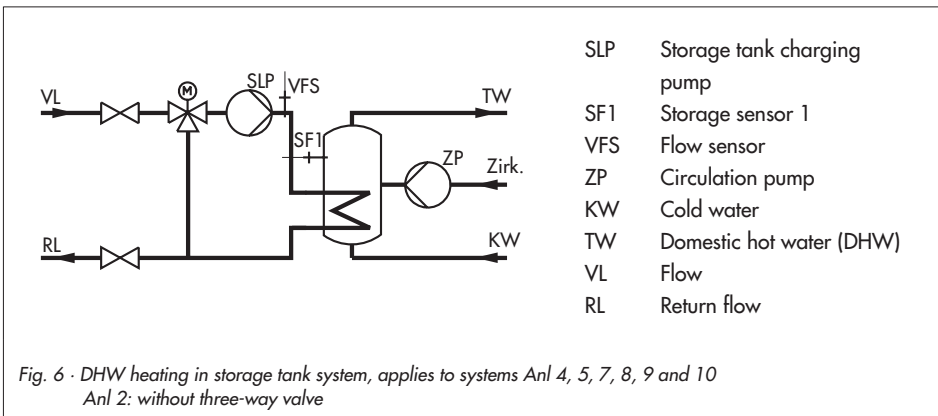 VL
M
SLP
VFS
SF1
TW
ZP
Zirk.
KW
RL
SLP Storage tank charging
pump
SF1 Storage sensor 1
VFS Flow sensor
ZP Circulation pump
KW Cold water
TW Domestic hot water (DHW)
VL Flow
RL Return flow
Fig. 6 · DHW heating in storage tank system, applies to systems Anl 4, 5, 7, 8, 9 and 10
Anl 2: without three-way valve